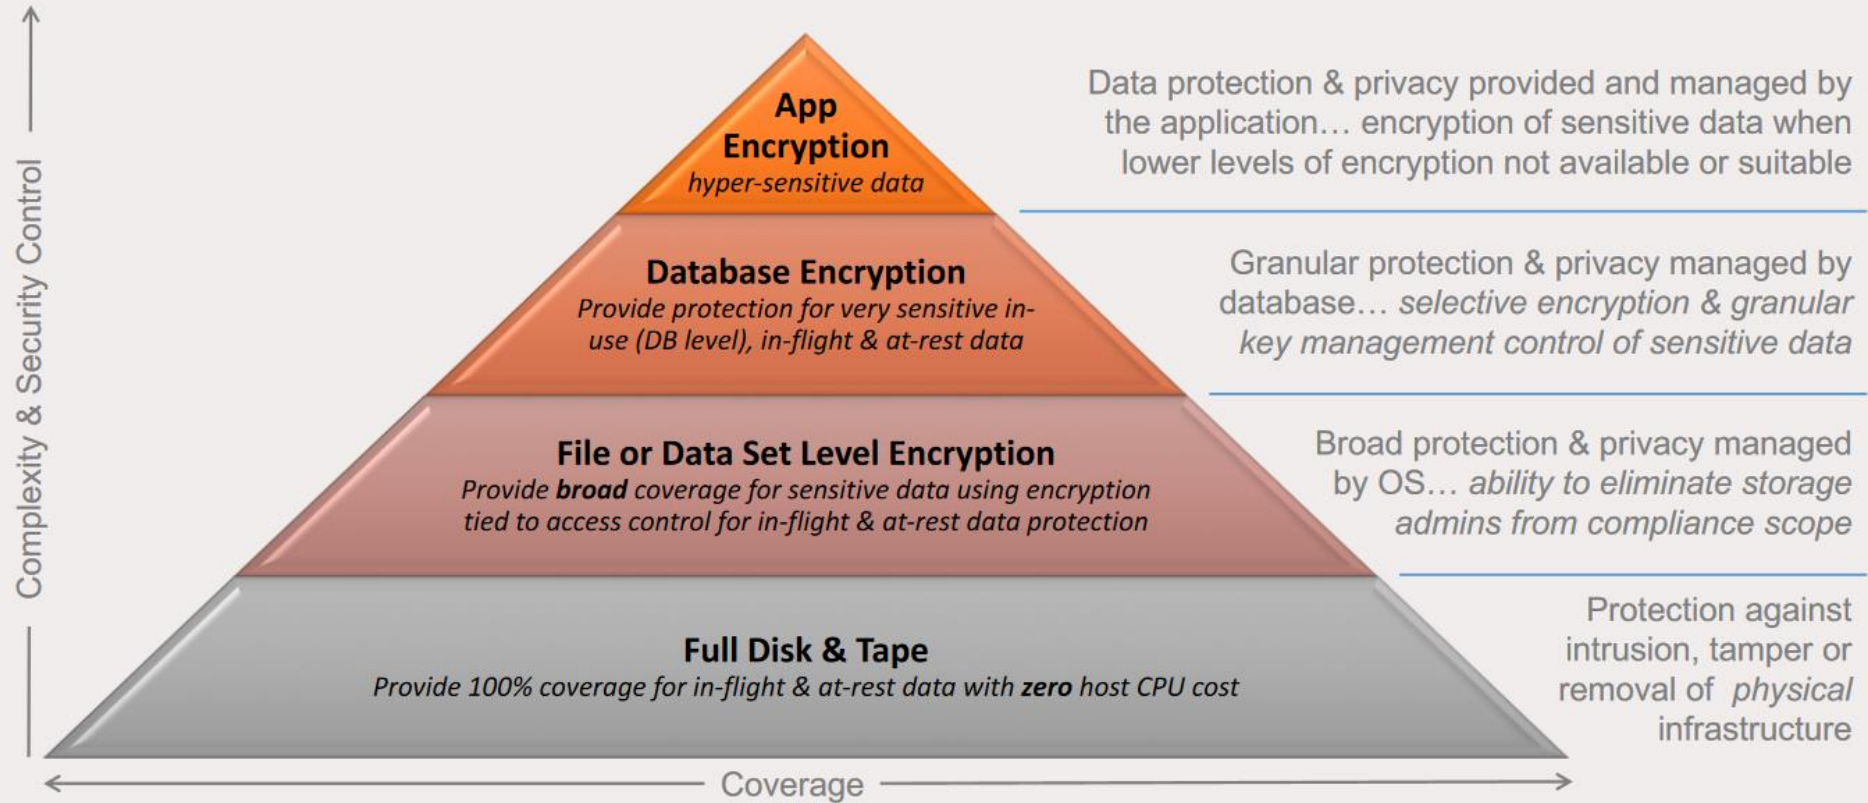 App
Encryption
hyper-sensitive data
Data protection & privacy provided and managed by
the application… encryption of sensitive data when
lower levels of encryption not available or suitable
Database Encryption
Provide protection for very sensitive in-
use (DB level), in-flight & at-rest data
Granular protection & privacy managed by
database… selective encryption & granular
key management control of sensitive data
File or Data Set Level Encryption
Provide broad coverage for sensitive data using encryption
tied to access control for in-flight & at-rest data protection
Broad protection & privacy managed
by OS… ability to eliminate storage
admins from compliance scope
Full Disk & Tape
Provide 100% coverage for in-flight & at-rest data with zero host CPU cost
Protection against
intrusion, tamper or
removal of physical
infrastructure
Complexity & Security Control
Coverage